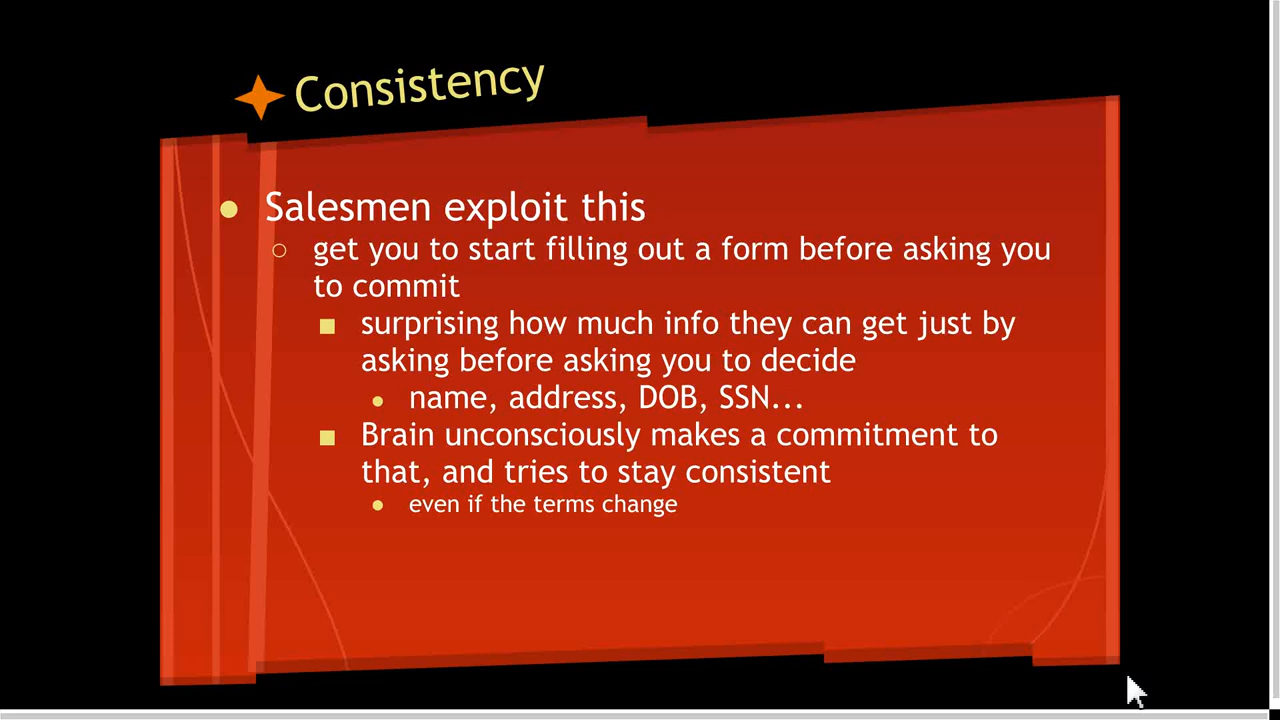 Consistency
Salesmen exploit this
get you to start filling out a form before asking you
to commit
surprising how much info they can get just by
asking before asking you to decide
name, address, DOB, SSN...
Brain unconsciously makes a commitment to
that, and tries to stay consistent
even if the terms change